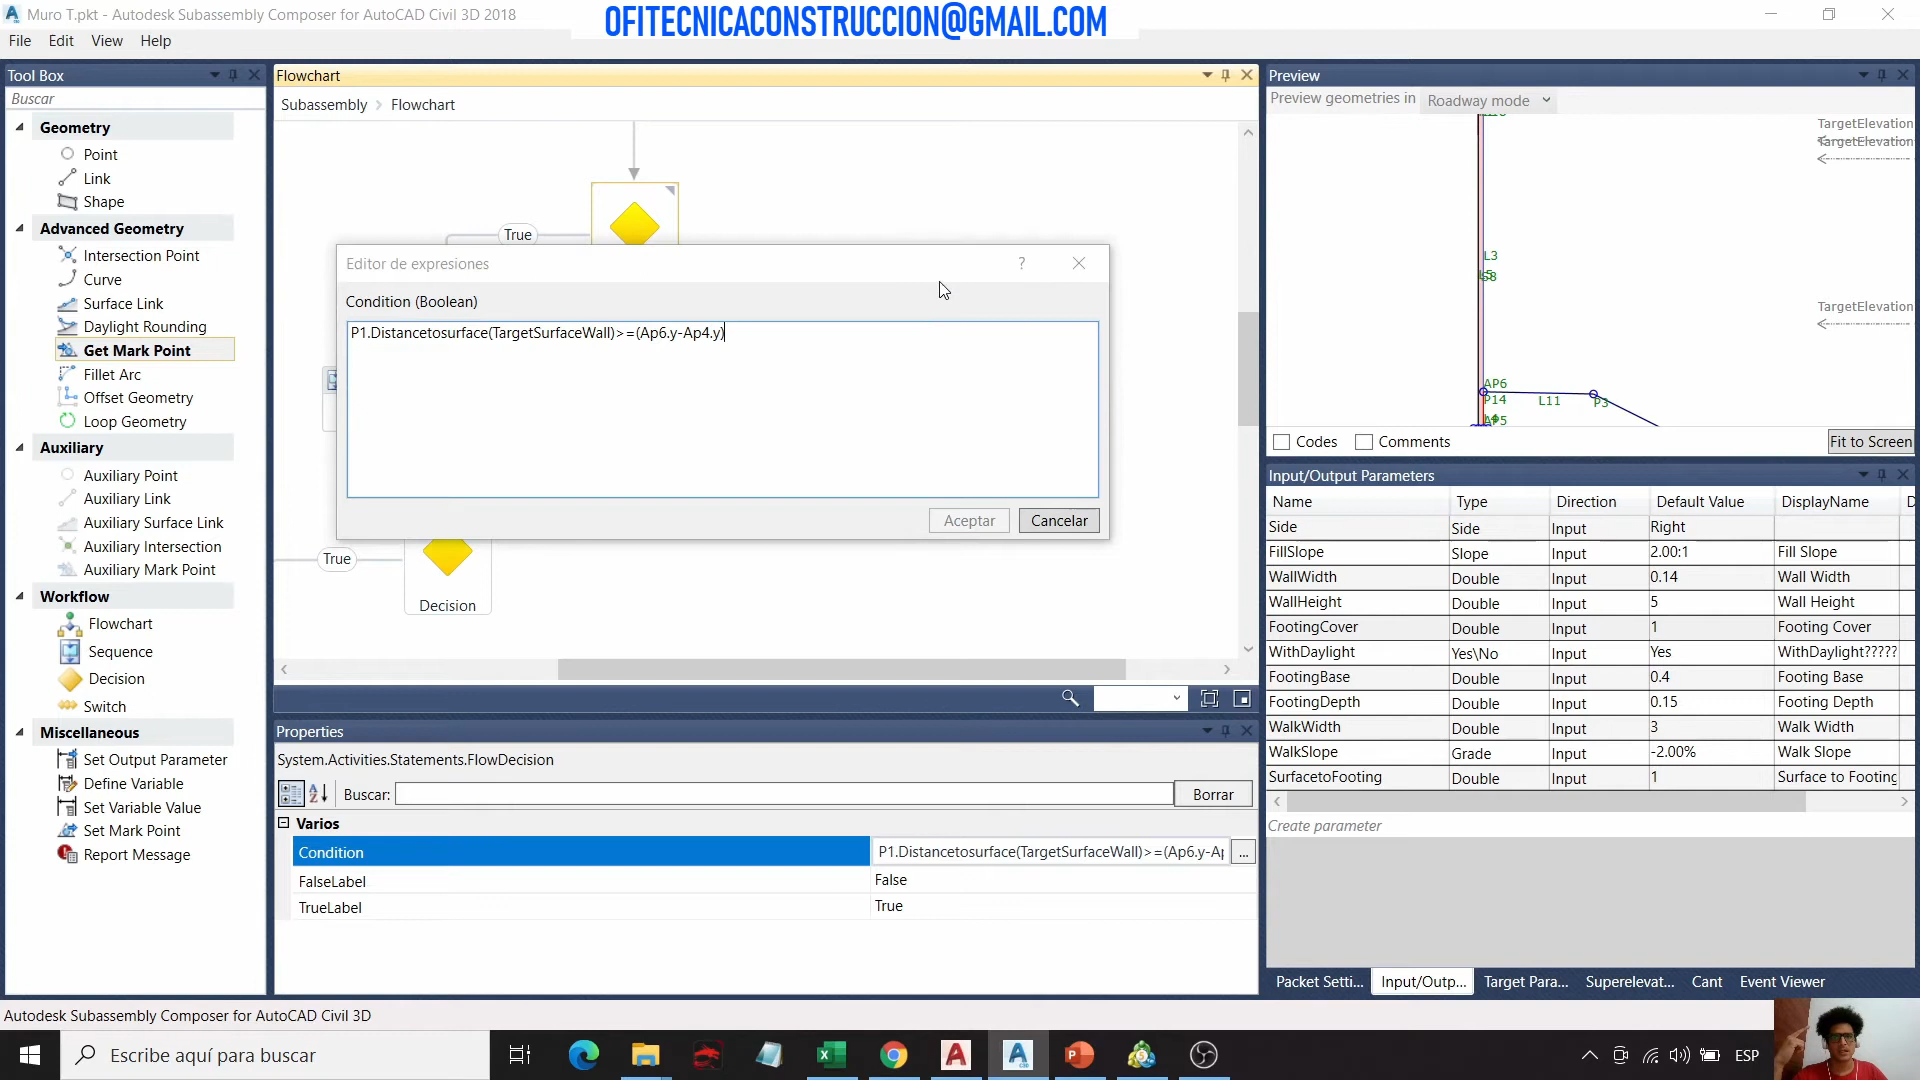 Muro T.pkt - Autodesk Subassembly Composer for AutoCAD Civil 3D 2018
OFITECNICACONSTRUCCION@GMAIL.COM
File Edit View Help
Tool Box
Buscar
Geometry
Point
Link
Shape
Advanced Geometry
Intersection Point
Curve
Surface Link
Daylight Rounding
Get Mark Point
Fillet Arc
Offset Geometry
Loop Geometry
Auxiliary
Auxiliary Point
Auxiliary Link
Auxiliary Surface Link
Auxiliary Intersection
Auxiliary Mark Point
Workflow
Flowchart
Sequence
Decision
Switch
Miscellaneous
Set Output Parameter
Define Variable
Set Variable Value
Set Mark Point
Report Message
Flowchart
Subassembly > Flowchart
True
Editor de expresiones
Condition (Boolean)
P1.Distancetosurface(TargetSurfaceWall)>=(Ap6.y-Ap4.y)
Aceptar Cancelar
True
Decision
Properties
System.Activities.Statements.FlowDecision
Buscar: Borrar
Varios
Condition P1.Distancetosurface(TargetSurfaceWall)>=(Ap6.y-Ap ...
FalseLabel False
TrueLabel True
Preview
Preview geometries in Roadway mode
TargetElevation
TargetElevation
L3
TargetElevation
AP6
P14 L11 P3
AP5
Codes Comments Fit to Screen
Input/Output Parameters
Name Type Direction Default Value DisplayName D
Side Side Input Right
FillSlope Slope Input 2.00:1 Fill Slope
WallWidth Double Input 0.14 Wall Width
WallHeight Double Input 5 Wall Height
FootingCover Double Input 1 Footing Cover
WithDaylight Yes\No Input Yes WithDaylight?????
FootingBase Double Input 0.4 Footing Base
FootingDepth Double Input 0.15 Footing Depth
WalkWidth Double Input 3 Walk Width
WalkSlope Grade Input -2.00% Walk Slope
SurfacetoFooting Double Input 1 Surface to Footing
Create parameter
Packet Setti... Input/Outp... Target Para... Superelevat... Cant Event Viewer
Autodesk Subassembly Composer for AutoCAD Civil 3D
Escribe aquí para buscar
ESP